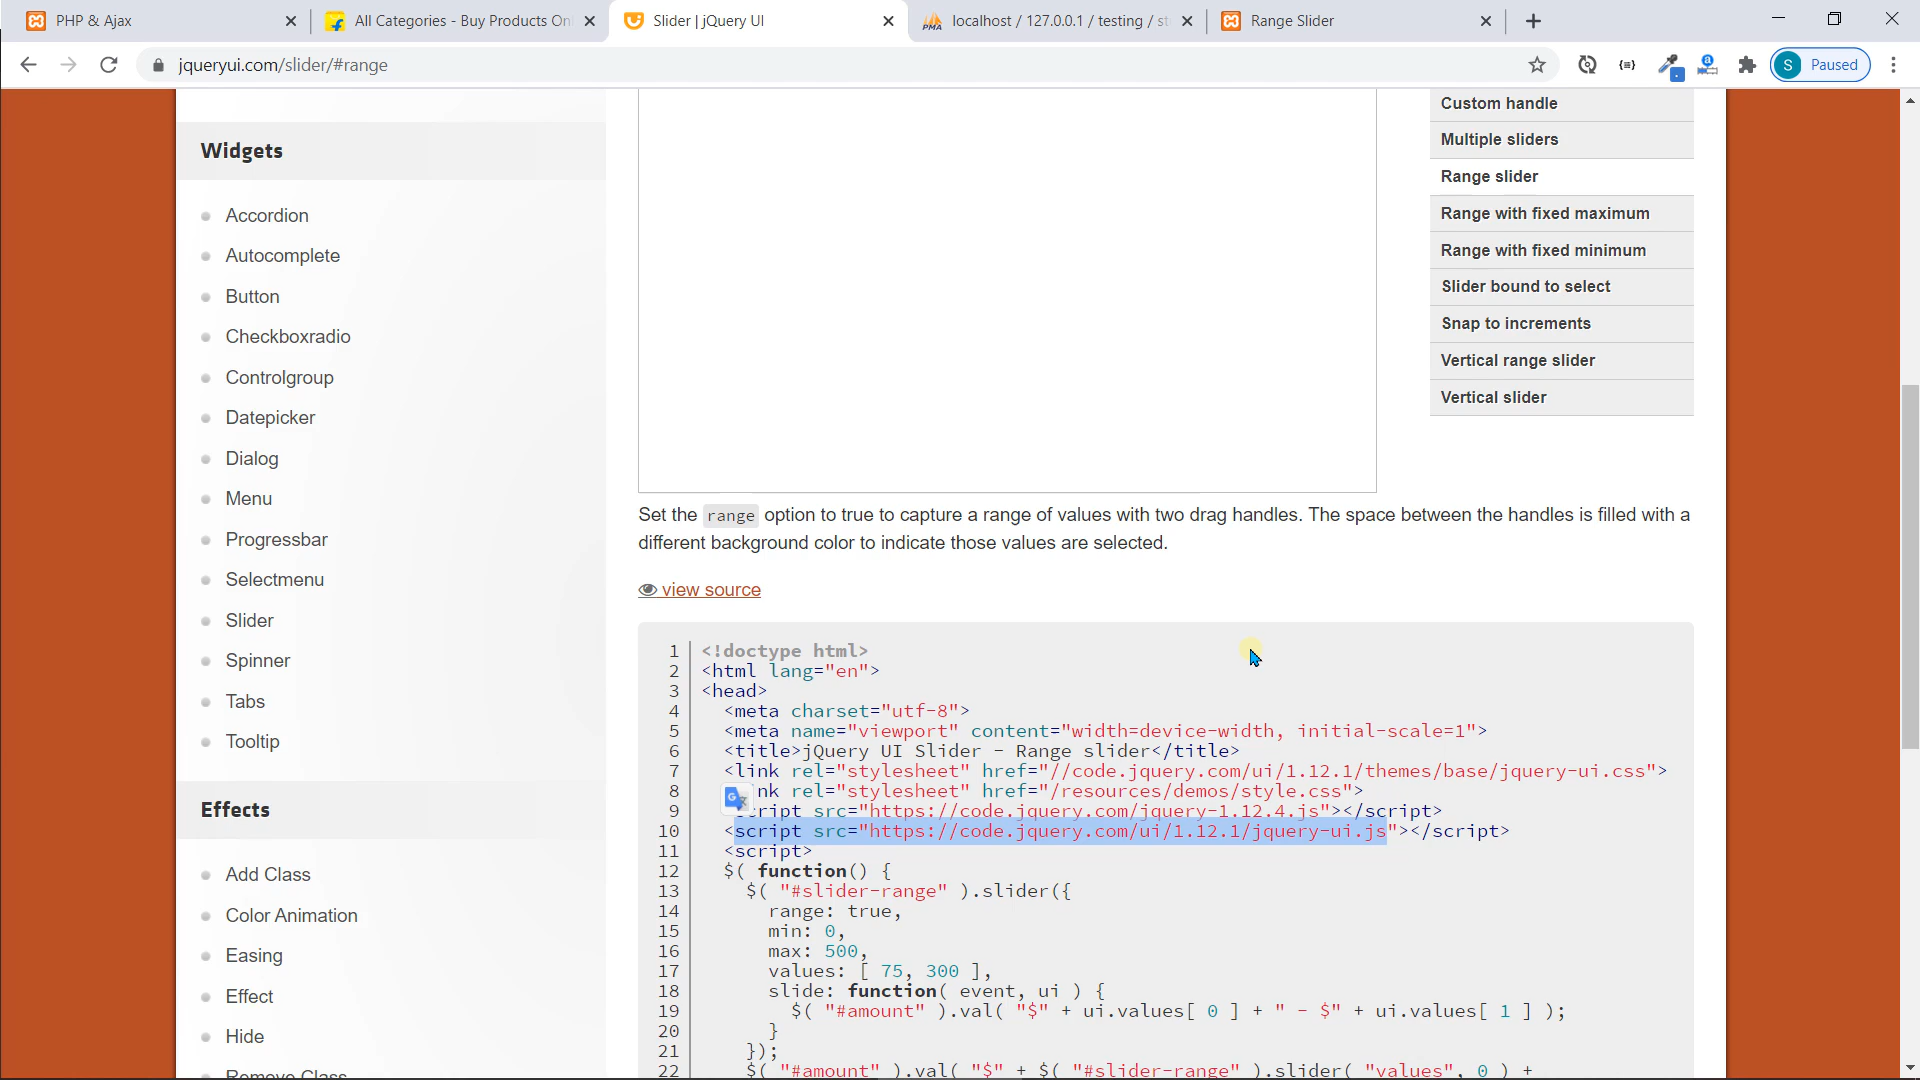 PHP & Ajax
All Categories - Buy Products On
Slider | jQuery UI
localhost / 127.0.0.1 / testing / st
Range Slider
jqueryui.com/slider/#range
S Paused
Widgets
Accordion
Autocomplete
Button
Checkboxradio
Controlgroup
Datepicker
Dialog
Menu
Progressbar
Selectmenu
Slider
Spinner
Tabs
Tooltip
Effects
Add Class
Color Animation
Easing
Effect
Hide
Remove Class
Custom handle
Multiple sliders
Range slider
Range with fixed maximum
Range with fixed minimum
Slider bound to select
Snap to increments
Vertical range slider
Vertical slider
Set the range option to true to capture a range of values with two drag handles. The space between the handles is filled with a
different background color to indicate those values are selected.
view source
1 <!doctype html>
2 <html lang="en">
3 <head>
4 <meta charset="utf-8">
5 <meta name="viewport" content="width=device-width, initial-scale=1">
6 <title>jQuery UI Slider - Range slider</title>
7 <link rel="stylesheet" href="//code.jquery.com/ui/1.12.1/themes/base/jquery-ui.css">
8 nk rel="stylesheet" href="/resources/demos/style.css">
9 cript src="https://code.jquery.com/jquery-1.12.4.js"></script>
10 <script src="https://code.jquery.com/ui/1.12.1/jquery-ui.js"></script>
11 <script>
12 $( function() {
13 $( "#slider-range" ).slider({
14 range: true,
15 min: 0,
16 max: 500,
17 values: [ 75, 300 ],
18 slide: function( event, ui ) {
19 $( "#amount" ).val( "$" + ui.values[ 0 ] + " - $" + ui.values[ 1 ] );
20 }
21 });
22 $( "#amount" ).val( "$" + $( "#slider-range" ).slider( "values", 0 ) +